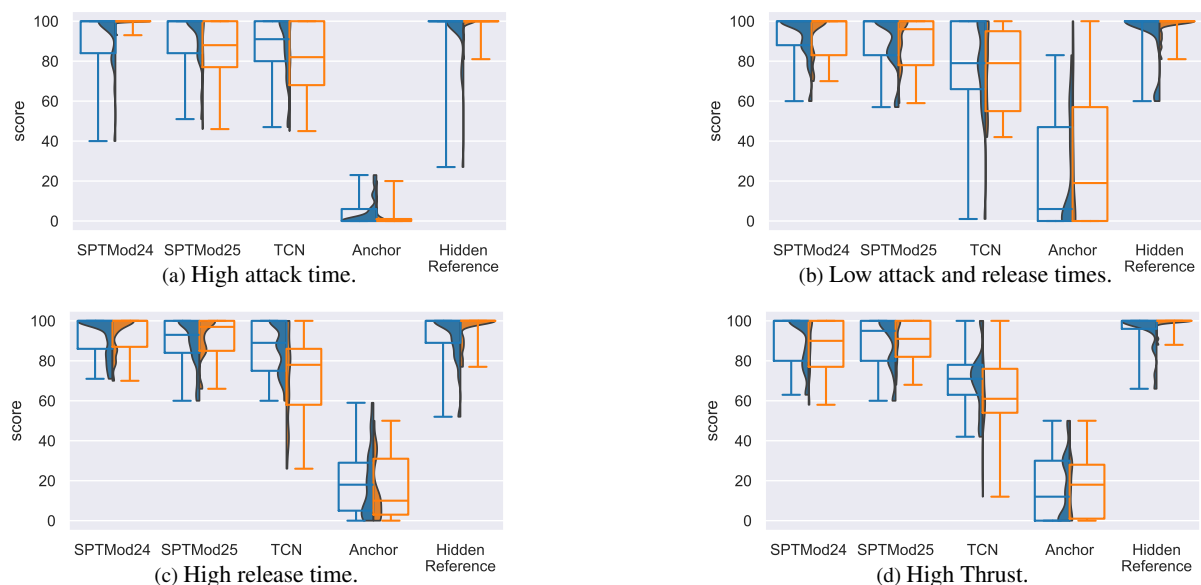 100
80
60
40
20
0
score
SPTMod24 SPTMod25 TCN Anchor Hidden
Reference
(a) High attack time.
100
80
60
40
20
0
score
SPTMod24 SPTMod25 TCN Anchor Hidden
Reference
(b) Low attack and release times.
100
80
60
40
20
0
score
SPTMod24 SPTMod25 TCN Anchor Hidden
Reference
(c) High release time.
100
80
60
40
20
0
score
SPTMod24 SPTMod25 TCN Anchor Hidden
Reference
(d) High Thrust.